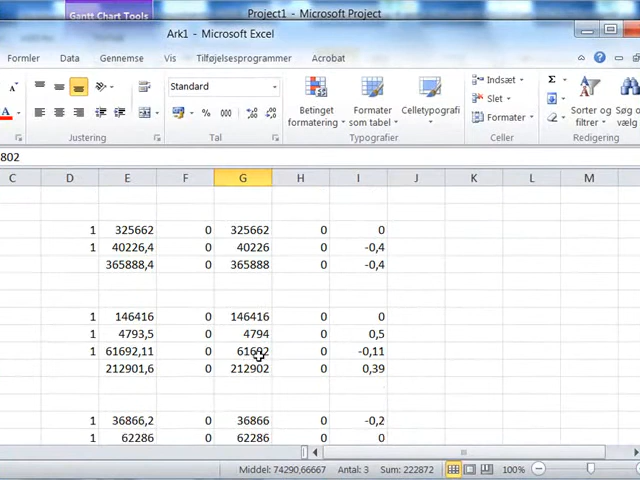 Gantt Chart Tools
Project1 - Microsoft Project
Ark1 - Microsoft Excel
Formler Data Gennemse Vis Tilføjelsesprogrammer Acrobat
Standard
Betinget formatering
Formater som tabel
Celletypografi
Indsæt
Slet
Formater
Sorter og
Søg og
Justering Tal Typografier Celler Redigering
802
C D E F G H I J K L M
1 325662 0 325662 0 0
1 40226,4 0 40226 0 -0,4
365888,4 0 365888 0 -0,4
1 146416 0 146416 0 0
1 4793,5 0 4794 0 0,5
1 61692,11 0 61692 0 -0,11
212901,6 0 212902 0 0,39
1 36866,2 0 36866 0 -0,2
1 62286 0 62286 0 0
Middel: 74290,66667 Antal: 3 Sum: 222872 100%